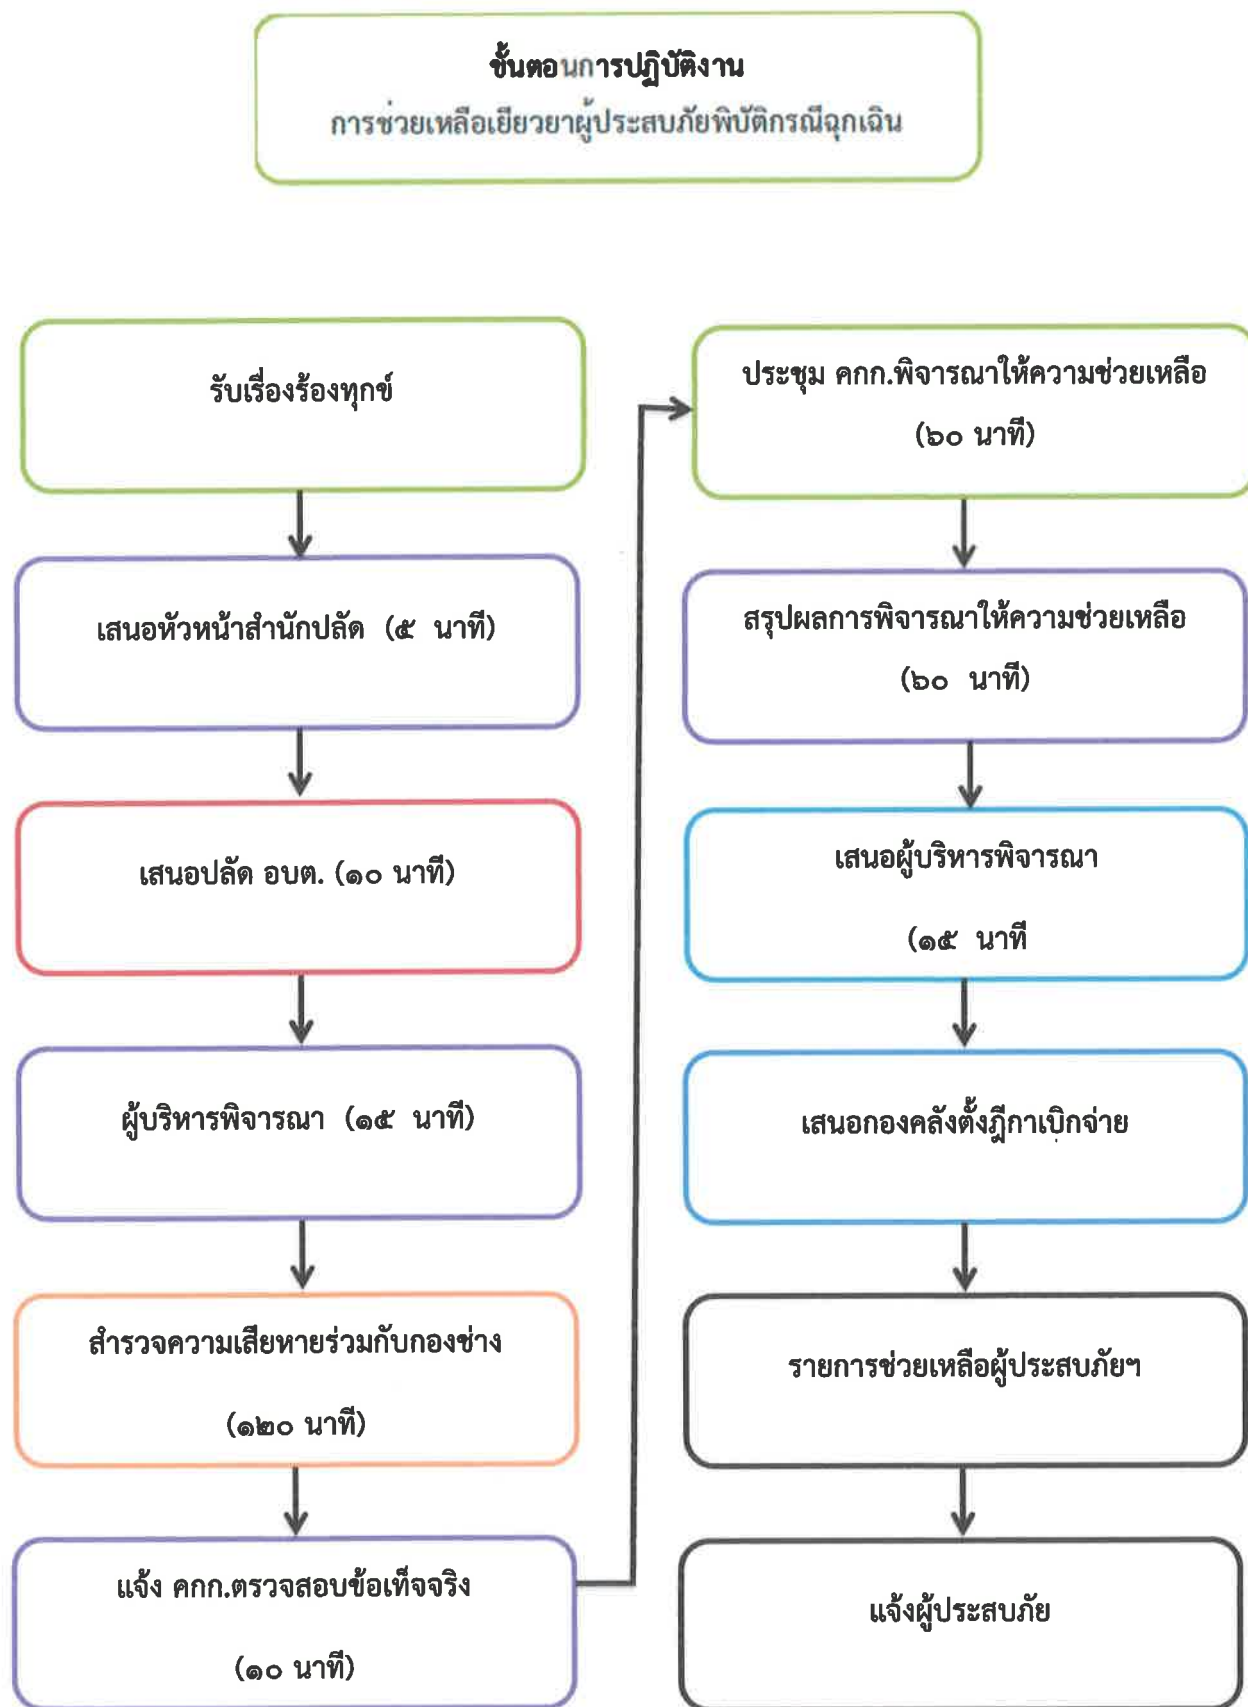 ขั้นตอนการปฏิบัติงาน
การช่วยเหลือเยียวยาผู้ประสบภัยพิบัติกรณีฉุกเฉิน
รับเรื่องร้องทุกข์
เสนอหัวหน้าสำนักปลัด (๕ นาที)
เสนอปลัด อบต. (๑๐ นาที)
ผู้บริหารพิจารณา (๑๕ นาที)
สำรวจความเสียหายร่วมกับกองช่าง
(๑๒๐ นาที)
แจ้ง คกก.ตรวจสอบข้อเท็จจริง
(๑๐ นาที)
ประชุม คกก.พิจารณาให้ความช่วยเหลือ
(๖๐ นาที)
สรุปผลการพิจารณาให้ความช่วยเหลือ
(๖๐ นาที)
เสนอผู้บริหารพิจารณา
(๑๕ นาที
เสนอกองคลังตั้งฎีกาเบิกจ่าย
รายการช่วยเหลือผู้ประสบภัยฯ
แจ้งผู้ประสบภัย